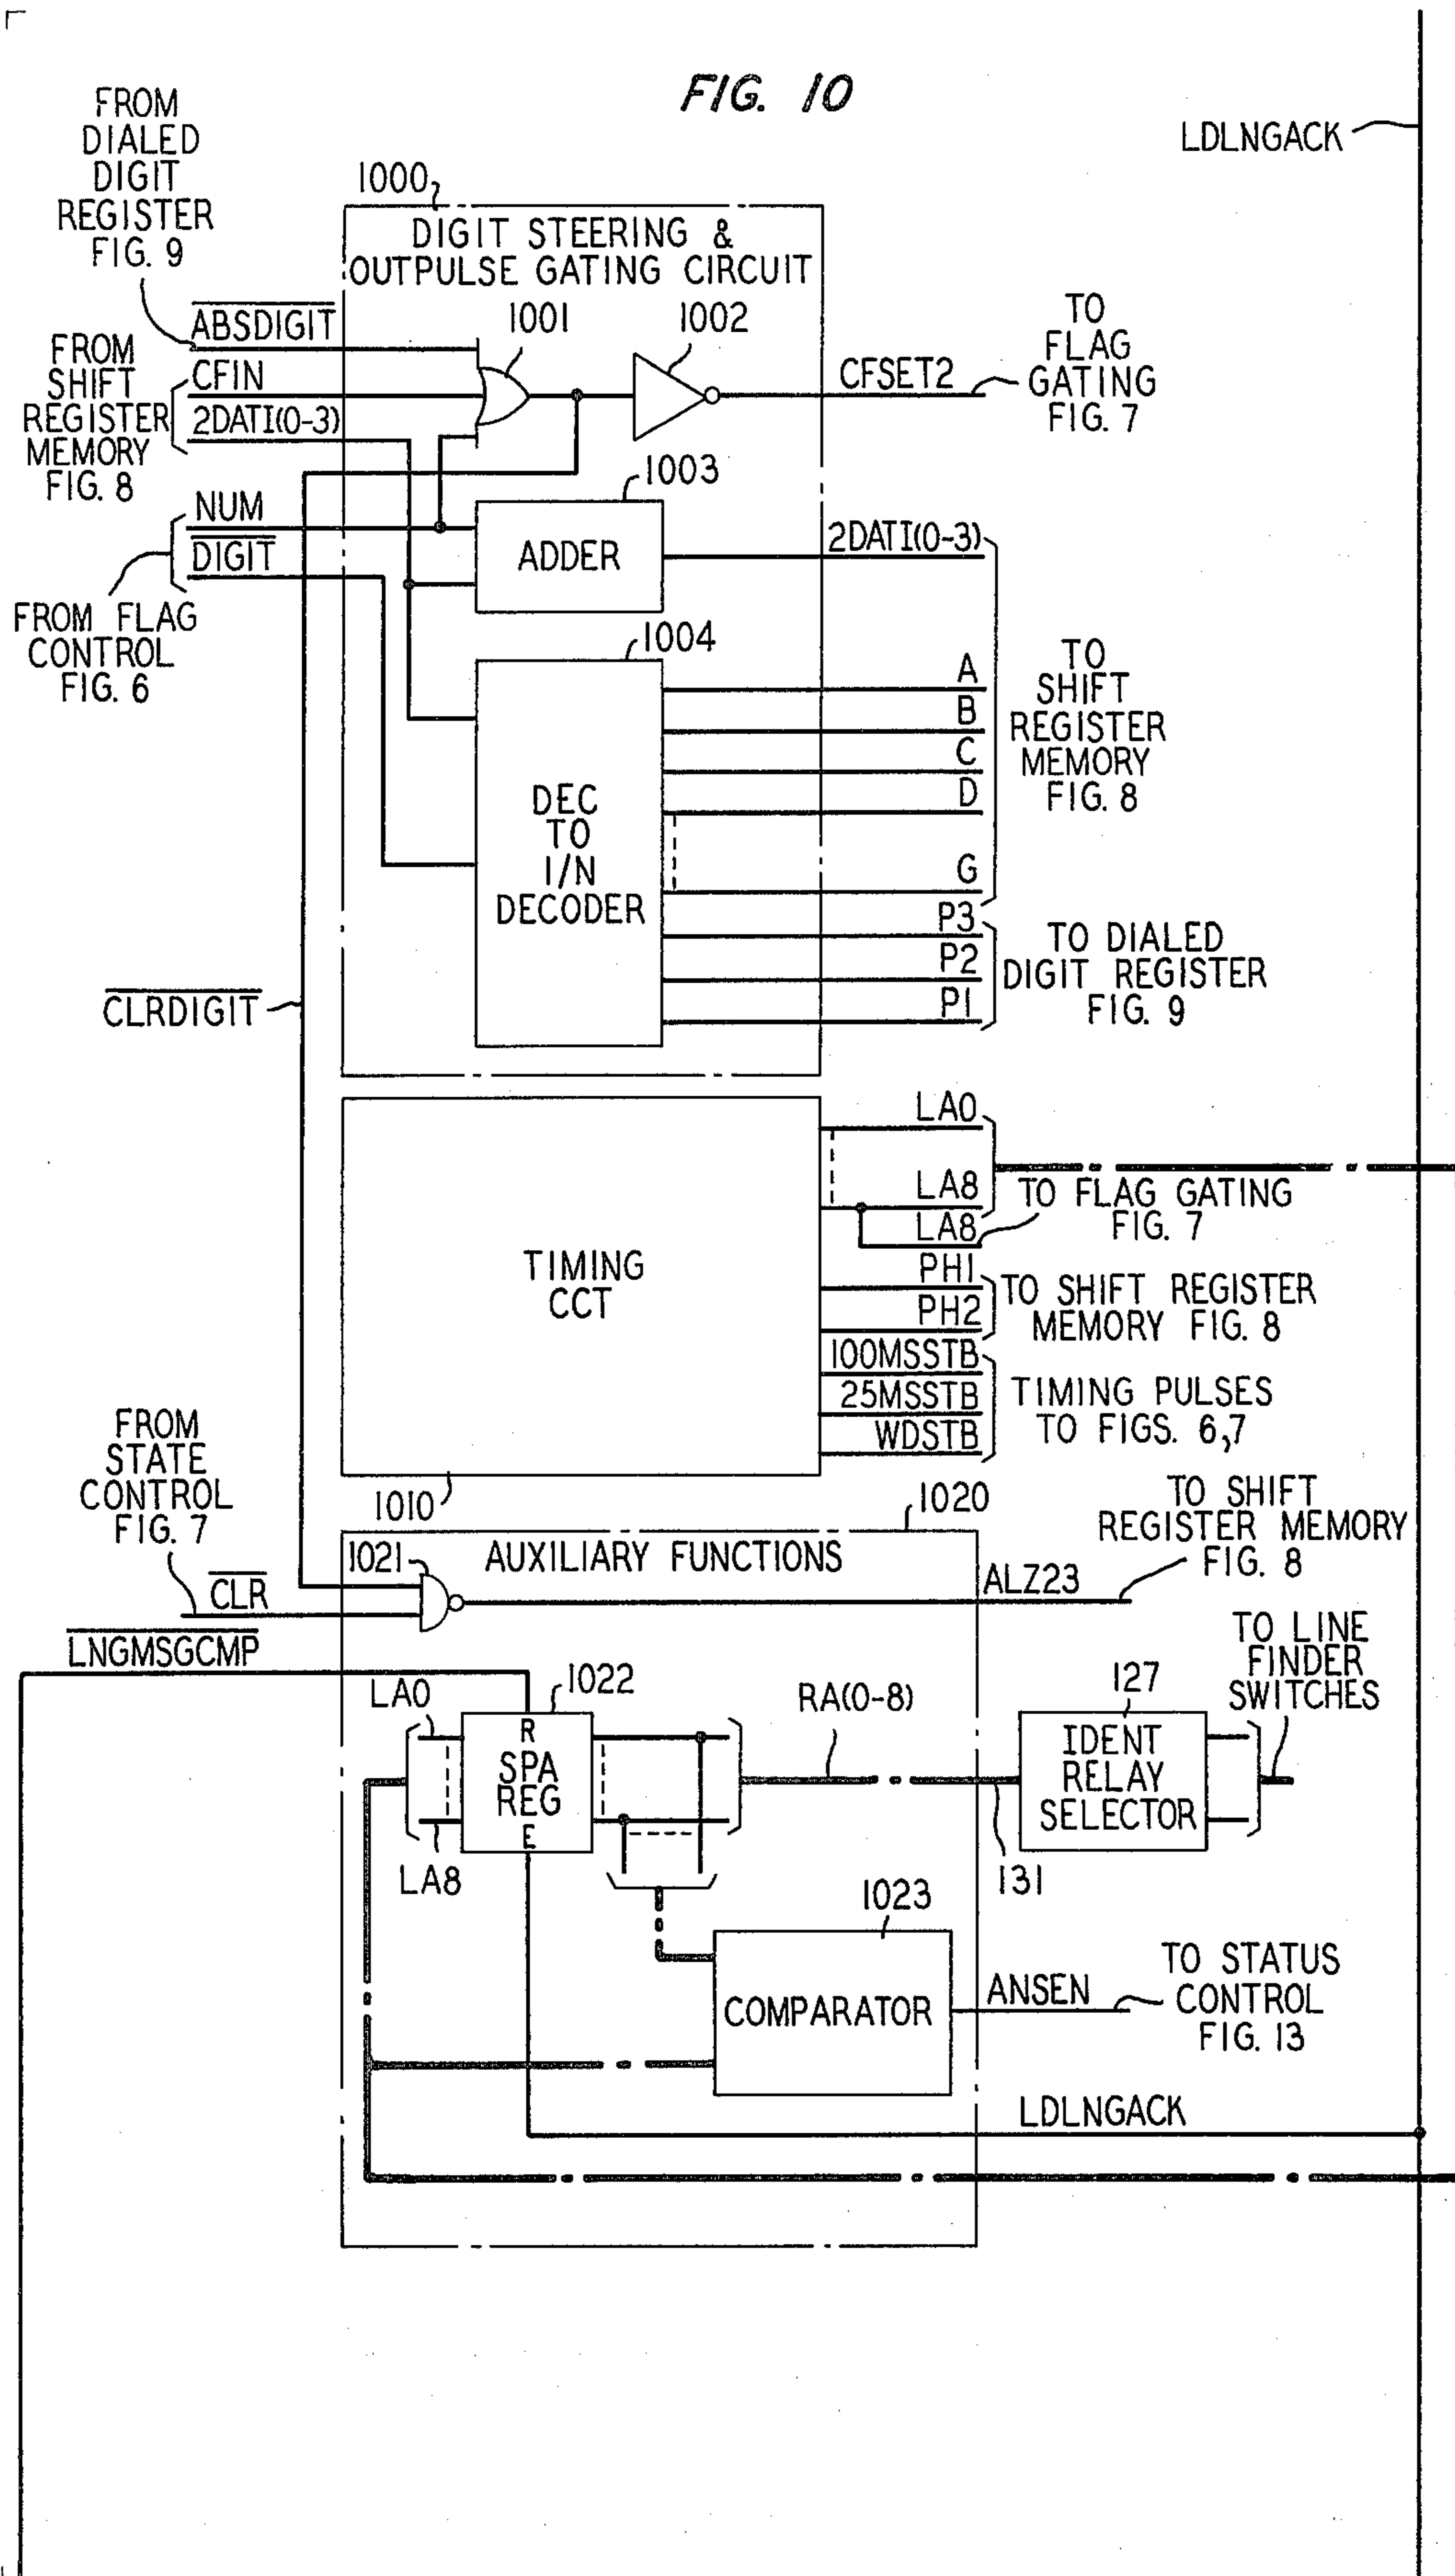 FIG. 10
LDLNGACK
FROM
DIALED
DIGIT
REGISTER
FIG. 9
1000
DIGIT STEERING &
OUTPULSE GATING CIRCUIT
ABSDIGIT
1001
1002
FROM
SHIFT
REGISTER
MEMORY
FIG. 8
CFIN
2DATI(0-3)
CFSET2
TO
FLAG
GATING
FIG. 7
NUM
DIGIT
FROM FLAG
CONTROL
FIG. 6
1003
ADDER
2DATI(0-3)
1004
DEC
TO
I/N
DECODER
A
B
C
D
G
TO
SHIFT
REGISTER
MEMORY
FIG. 8
P3
P2
P1
TO DIALED
DIGIT REGISTER
FIG. 9
CLRDIGIT
TIMING
CCT
1010
LA0
LA8
LA8
TO FLAG GATING
FIG. 7
PH1
PH2
TO SHIFT REGISTER
MEMORY FIG. 8
100MSSTB
25MSSTB
WDSTB
TIMING PULSES
TO FIGS. 6,7
FROM
STATE
CONTROL
FIG. 7
CLR
1020
AUXILIARY FUNCTIONS
1021
ALZ23
TO SHIFT
REGISTER MEMORY
FIG. 8
LNGMSGCMP
LA0
LA8
1022
R
SPA
REG
E
RA(0-8)
131
127
IDENT
RELAY
SELECTOR
TO LINE
FINDER
SWITCHES
1023
COMPARATOR
ANSEN
TO STATUS
CONTROL
FIG. 13
LDLNGACK